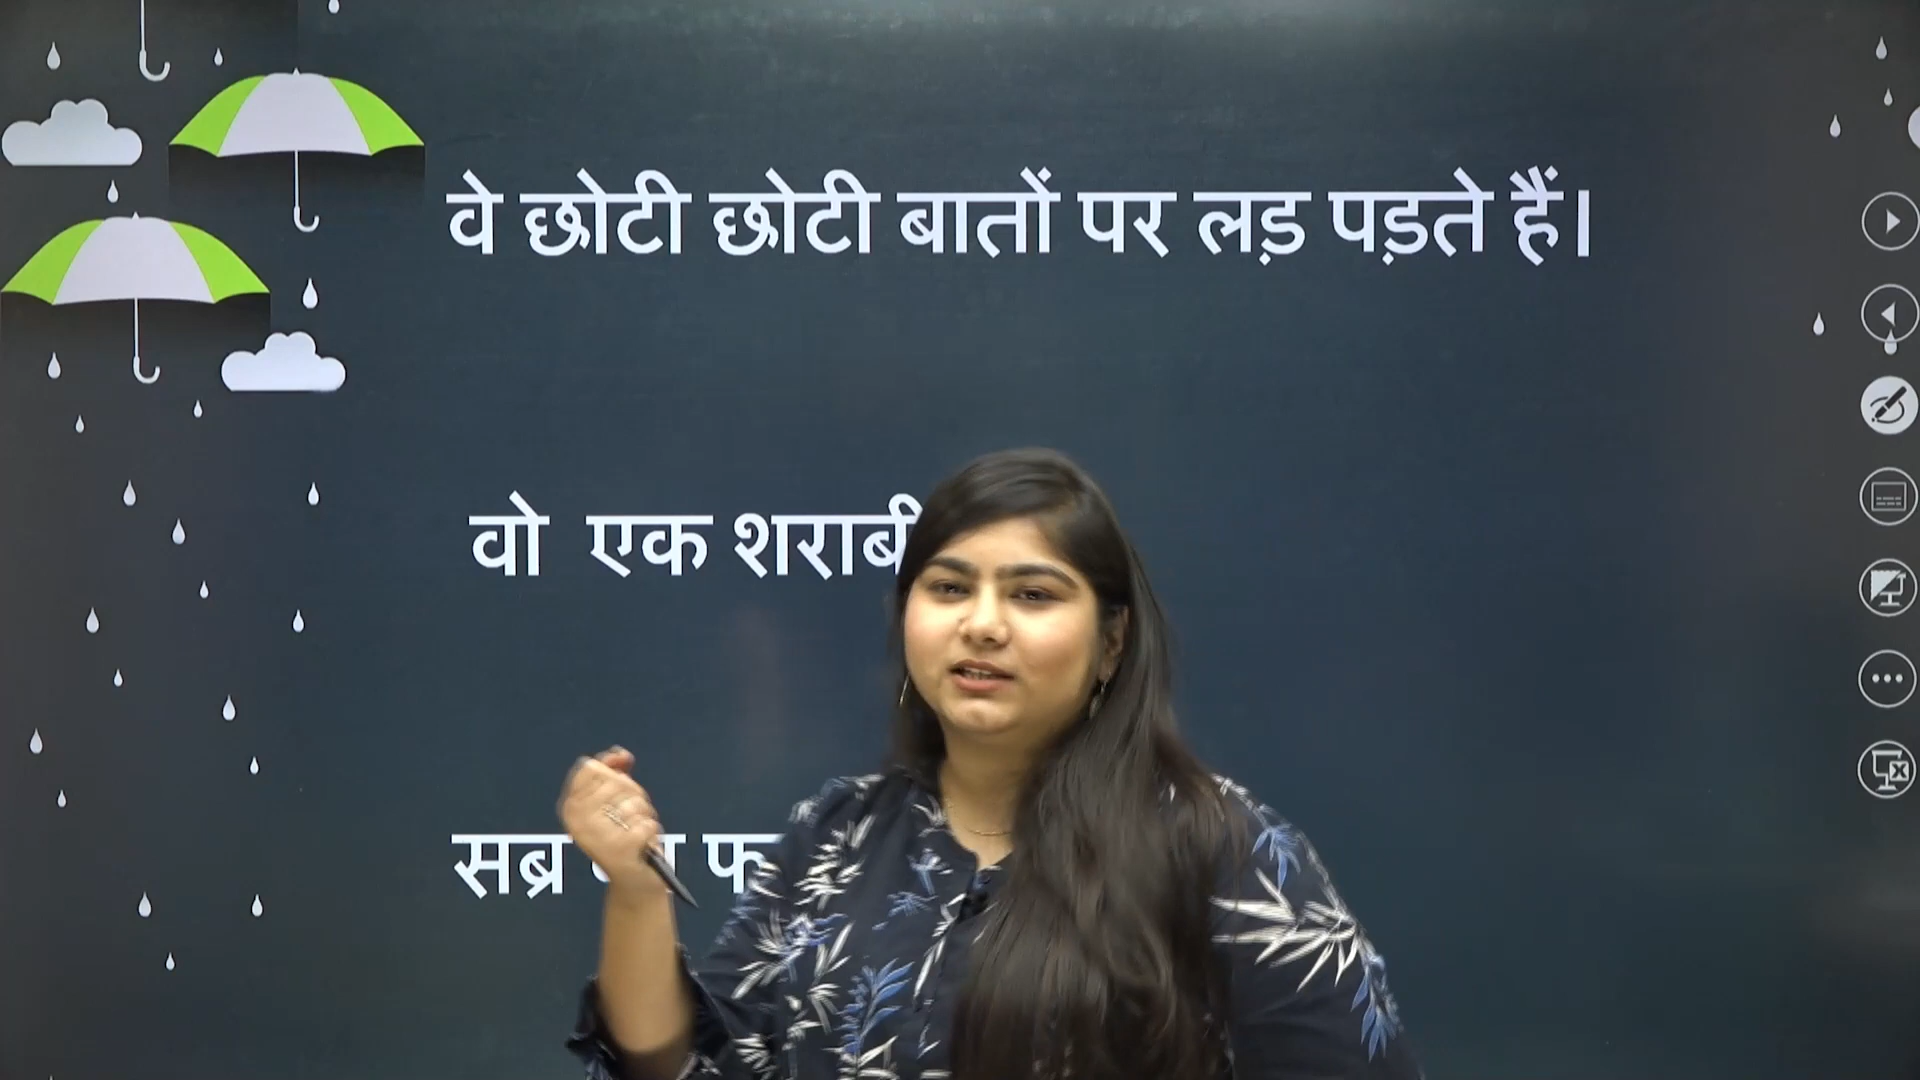 वे छोटी छोटी बातों पर लड़ पड़ते हैं।
वो एक शराबी
सब्र